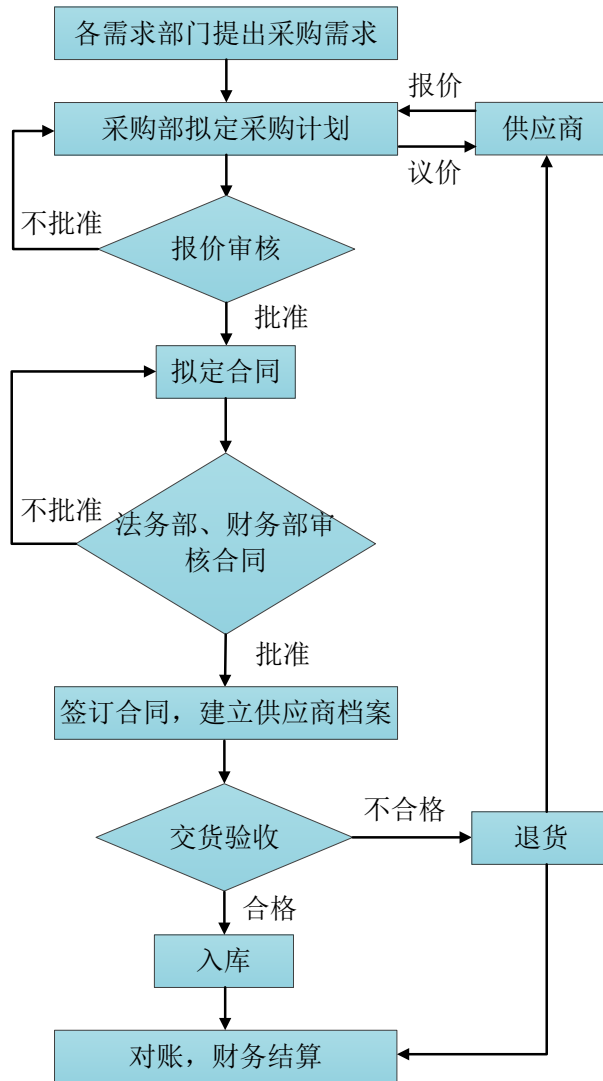 各需求部门提出采购需求
报价
采购部拟定采购计划
供应商
议价
不批准
报价审核
批准
拟定合同
不批准
法务部、财务部审
核合同
批准
签订合同，建立供应商档案
不合格
交货验收
退货
合格
入库
对账，财务结算